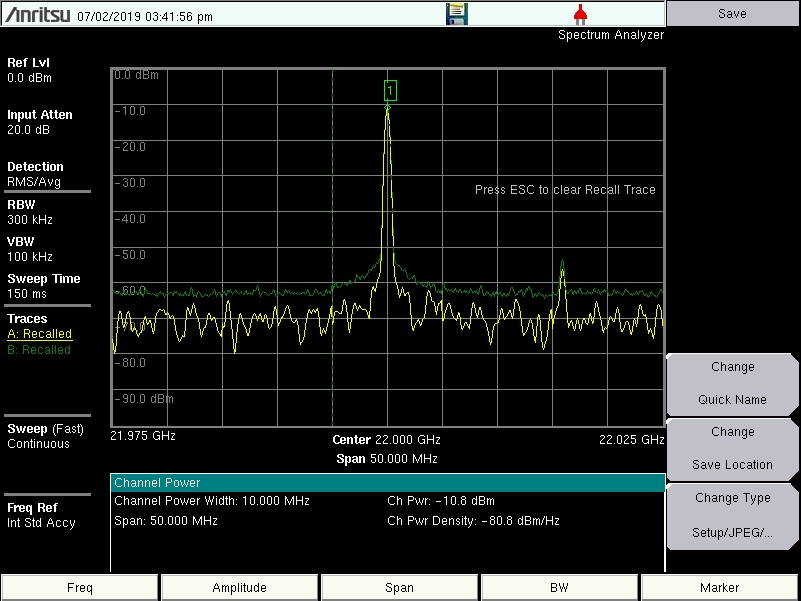 Anritsu 07/02/2019 03:41:56 pm
Save
Spectrum Analyzer
Ref Lvl
0.0 dBm
Input Atten
20.0 dB
Detection
RMS/Avg
RBW
300 kHz
VBW
100 kHz
Sweep Time
150 ms
Traces
A: Recalled
B: Recalled
Sweep (Fast)
Continuous
Freq Ref
Int Std Accy
0.0 dBm
1
-10.0
-20.0
-30.0
Press ESC to clear Recall Trace
-40.0
-50.0
-60.0
-80.0
-90.0 dBm
21.975 GHz
Center 22.000 GHz
22.025 GHz
Span 50.000 MHz
Channel Power
Channel Power Width: 10.000 MHz
Ch Pwr: -10.8 dBm
Span: 50.000 MHz
Ch Pwr Density: -80.8 dBm/Hz
Change
Quick Name
Change
Save Location
Change Type
Setup/JPEG/...
Freq
Amplitude
Span
BW
Marker